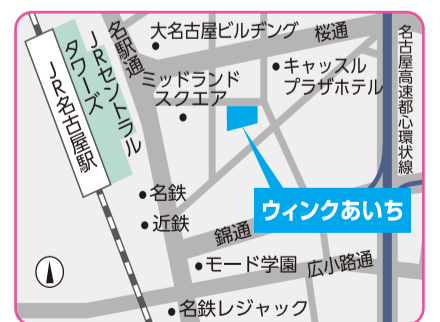 大名古屋ビルヂング
桜通
名駅通
名古屋高速都心環状線
JRセントラル
タワーズ
JR名古屋駅
キャッスル
プラザホテル
ミッドランド
スクエア
名鉄
近鉄
ウィンクあいち
錦通
モード学園
広小路通
名鉄レジャック